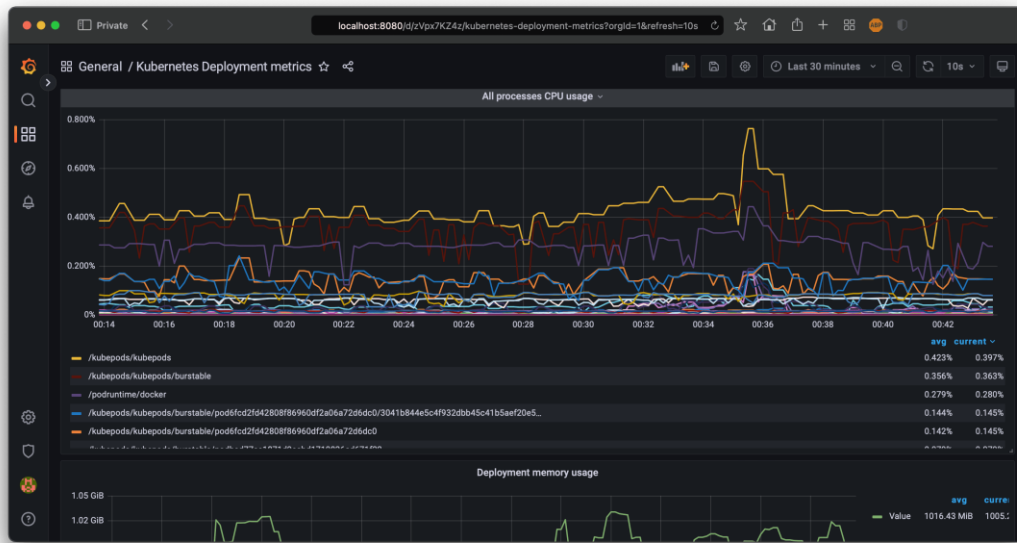 Private
localhost:8080/d/zVpx7KZ4z/kubernetes-deployment-metrics?orgId=1&refresh=10s
ABP
General / Kubernetes Deployment metrics
Last 30 minutes
10s
All processes CPU usage
0.800%
0.600%
0.400%
0.200%
0%
00:14 00:16 00:18 00:20 00:22 00:24 00:26 00:28 00:30 00:32 00:34 00:36 00:38 00:40 00:42
avg current
/kubepods/kubepods 0.423% 0.397%
/kubepods/kubepods/burstable 0.356% 0.363%
/podruntime/docker 0.279% 0.280%
/kubepods/kubepods/burstable/pod6fcd2fd42808f86960df2a06a72d6dc0/3041b844e5c4f932dbb45c41b5aef20e5... 0.144% 0.145%
/kubepods/kubepods/burstable/pod6fcd2fd42808f86960df2a06a72d6dc0 0.142% 0.145%
Deployment memory usage
1.05 GiB
1.02 GiB
avg curre
Value 1016.43 MiB 1005.